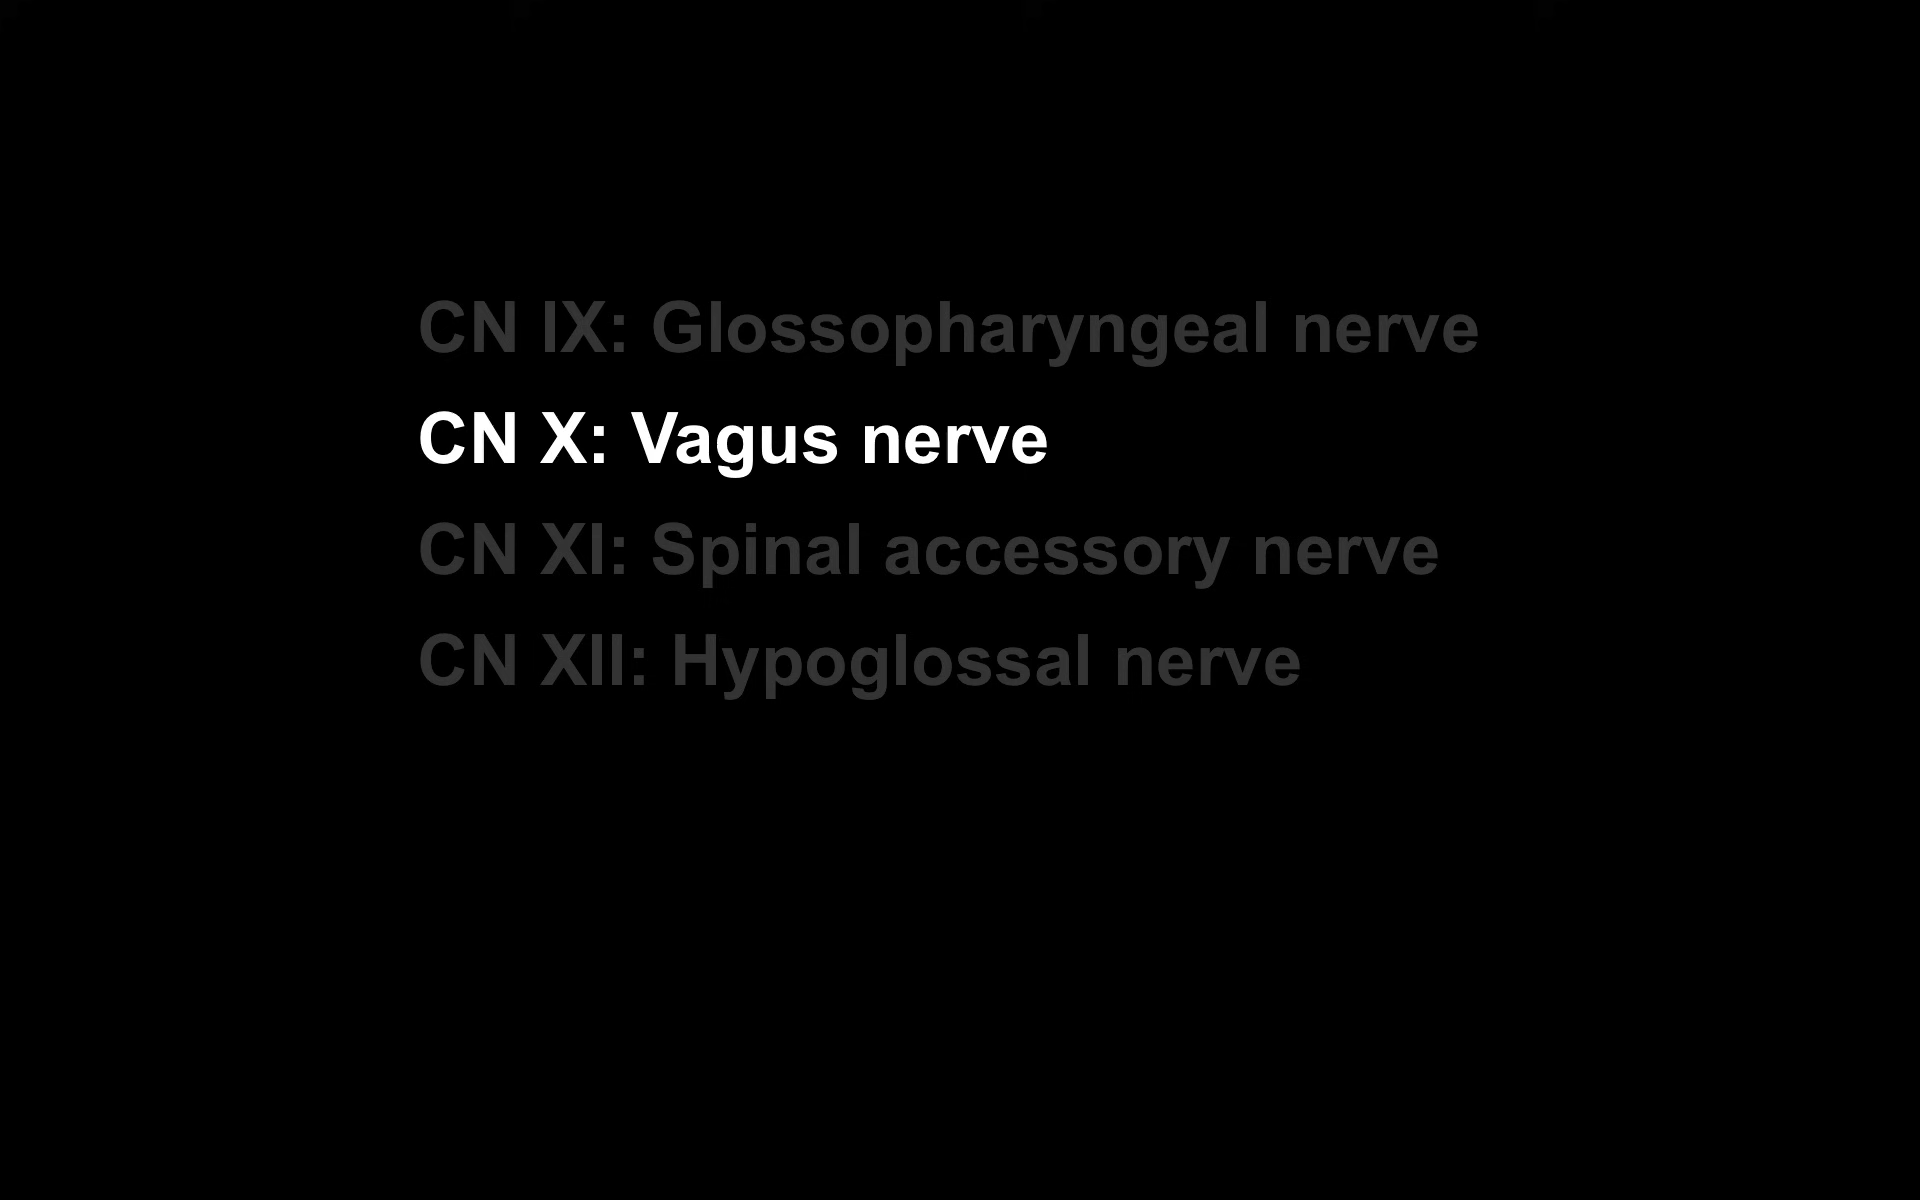 CN IX: Glossopharyngeal nerve
CN X: Vagus nerve
CN XI: Spinal accessory nerve
CN XII: Hypoglossal nerve